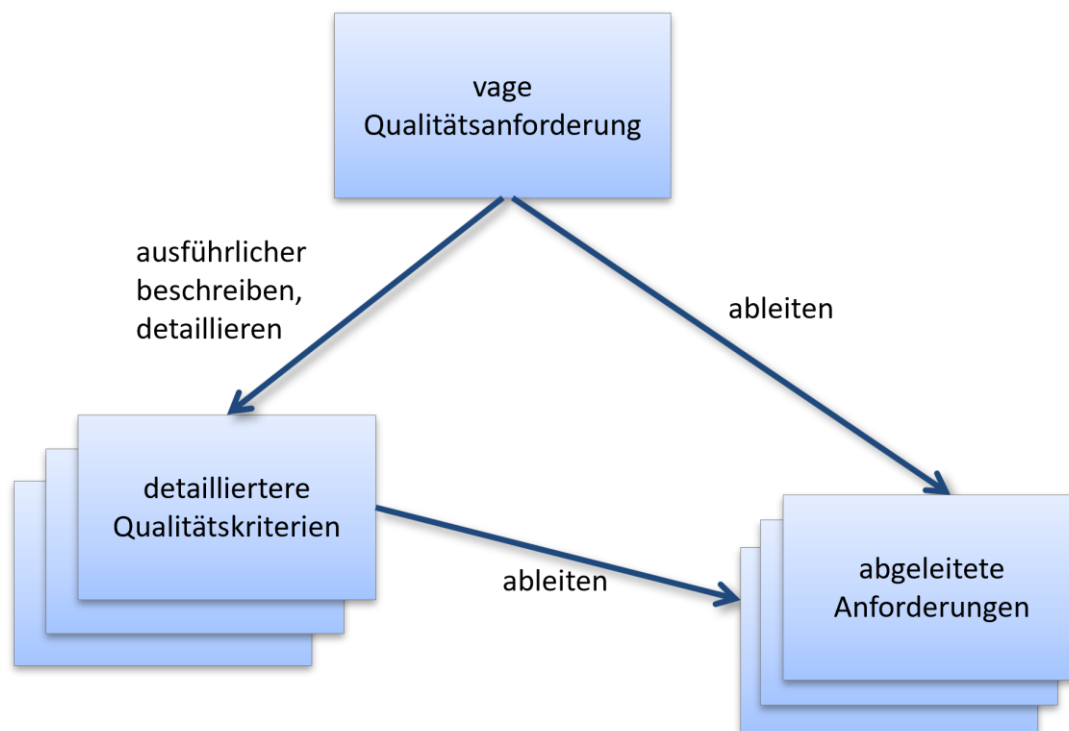 vage
Qualitätsanforderung
ausführlicher
beschreiben,
detaillieren
ableiten
detailliertere
Qualitätskriterien
ableiten
abgeleitete
Anforderungen